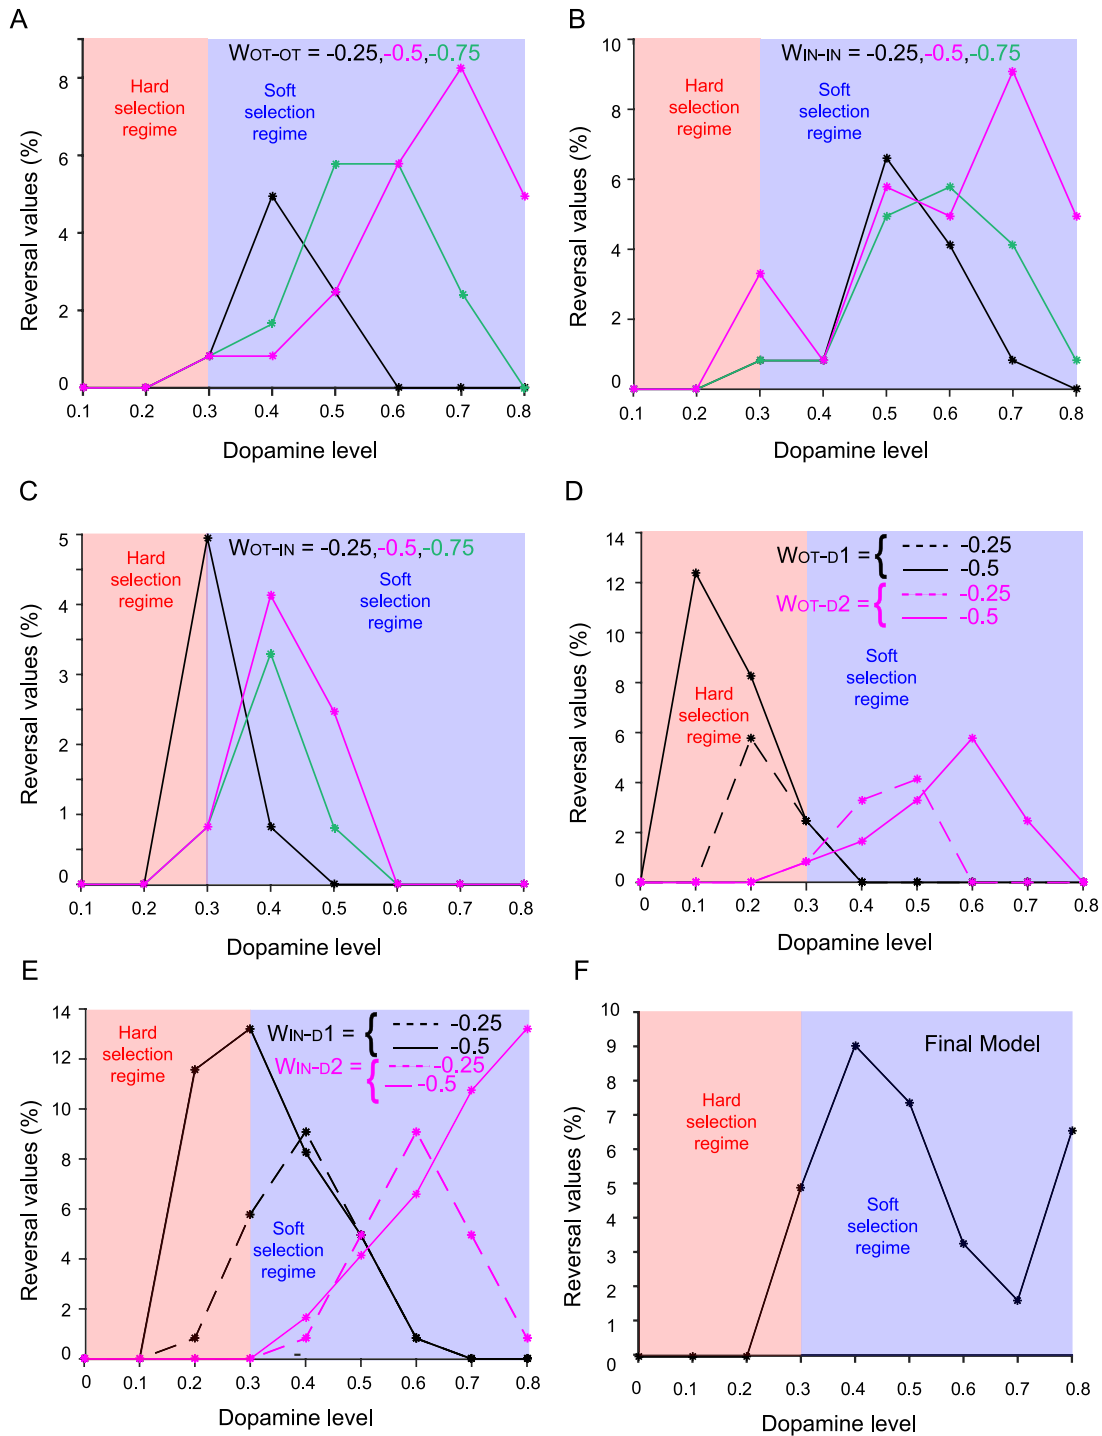 A
WOT-OT = -0.25,-0.5,-0.75
Hard
selection
regime
Soft
selection
regime
Reversal values (%)
8
6
4
2
0
0.1 0.2 0.3 0.4 0.5 0.6 0.7 0.8
Dopamine level
B
WIN-IN = -0.25,-0.5,-0.75
Hard
selection
regime
Soft
selection
regime
Reversal values (%)
10
8
6
4
2
0
0.1 0.2 0.3 0.4 0.5 0.6 0.7 0.8
Dopamine level
C
WOT-IN = -0.25,-0.5,-0.75
Hard
selection
regime
Soft
selection
regime
Reversal values (%)
5
4
3
2
1
0
0.1 0.2 0.3 0.4 0.5 0.6 0.7 0.8
Dopamine level
D
WOT-D1 = { -0.25
-0.5
WOT-D2 = { -0.25
-0.5
Hard
selection
regime
Soft
selection
regime
Reversal values (%)
14
12
10
8
6
4
2
0
0 0.1 0.2 0.3 0.4 0.5 0.6 0.7 0.8
Dopamine level
E
WIN-D1 = { -0.25
-0.5
WIN-D2 = { -0.25
-0.5
Hard
selection
regime
Soft
selection
regime
Reversal values (%)
14
12
10
8
6
4
2
0
0 0.1 0.2 0.3 0.4 0.5 0.6 0.7 0.8
Dopamine level
F
Final Model
Hard
selection
regime
Soft
selection
regime
Reversal values (%)
10
9
8
7
6
5
4
3
2
1
0
0 0.1 0.2 0.3 0.4 0.5 0.6 0.7 0.8
Dopamine level